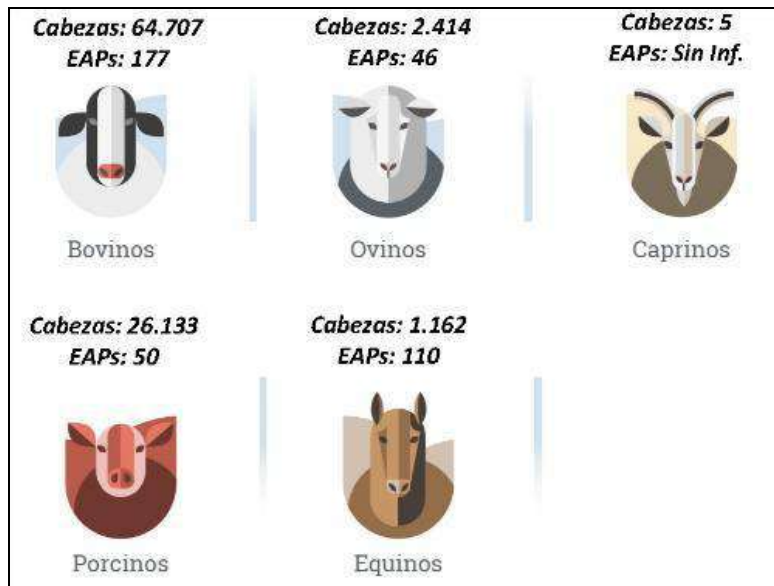 Cabezas: 64.707
EAPs: 177
Bovinos
Cabezas: 2.414
EAPs: 46
Ovinos
Cabezas: 5
EAPs: Sin Inf.
Caprinos
Cabezas: 26.133
EAPs: 50
Porcinos
Cabezas: 1.162
EAPs: 110
Equinos